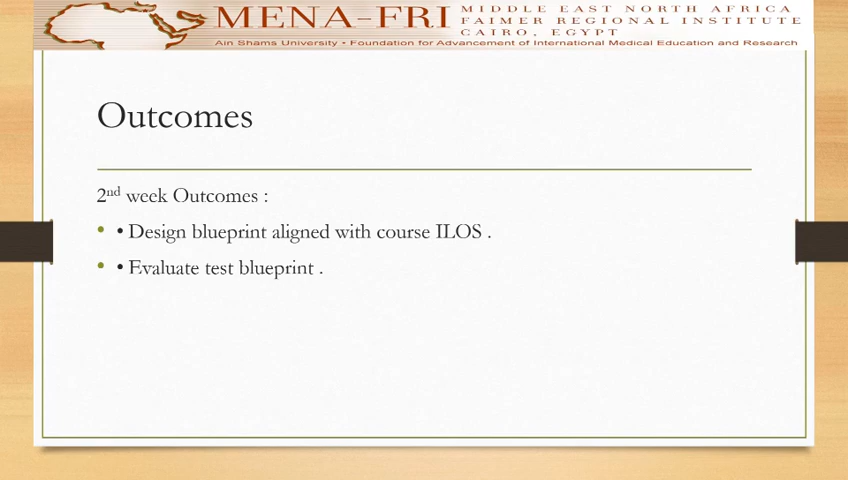 MENA-FRI
MIDDLE EAST NORTH AFRICA
FAIMER REGIONAL INSTITUTE
CAIRO, EGYPT
Ain Shams University • Foundation for Advancement of International Medical Education and Research
Outcomes
2nd week Outcomes :
• • Design blueprint aligned with course ILOS .
• • Evaluate test blueprint .